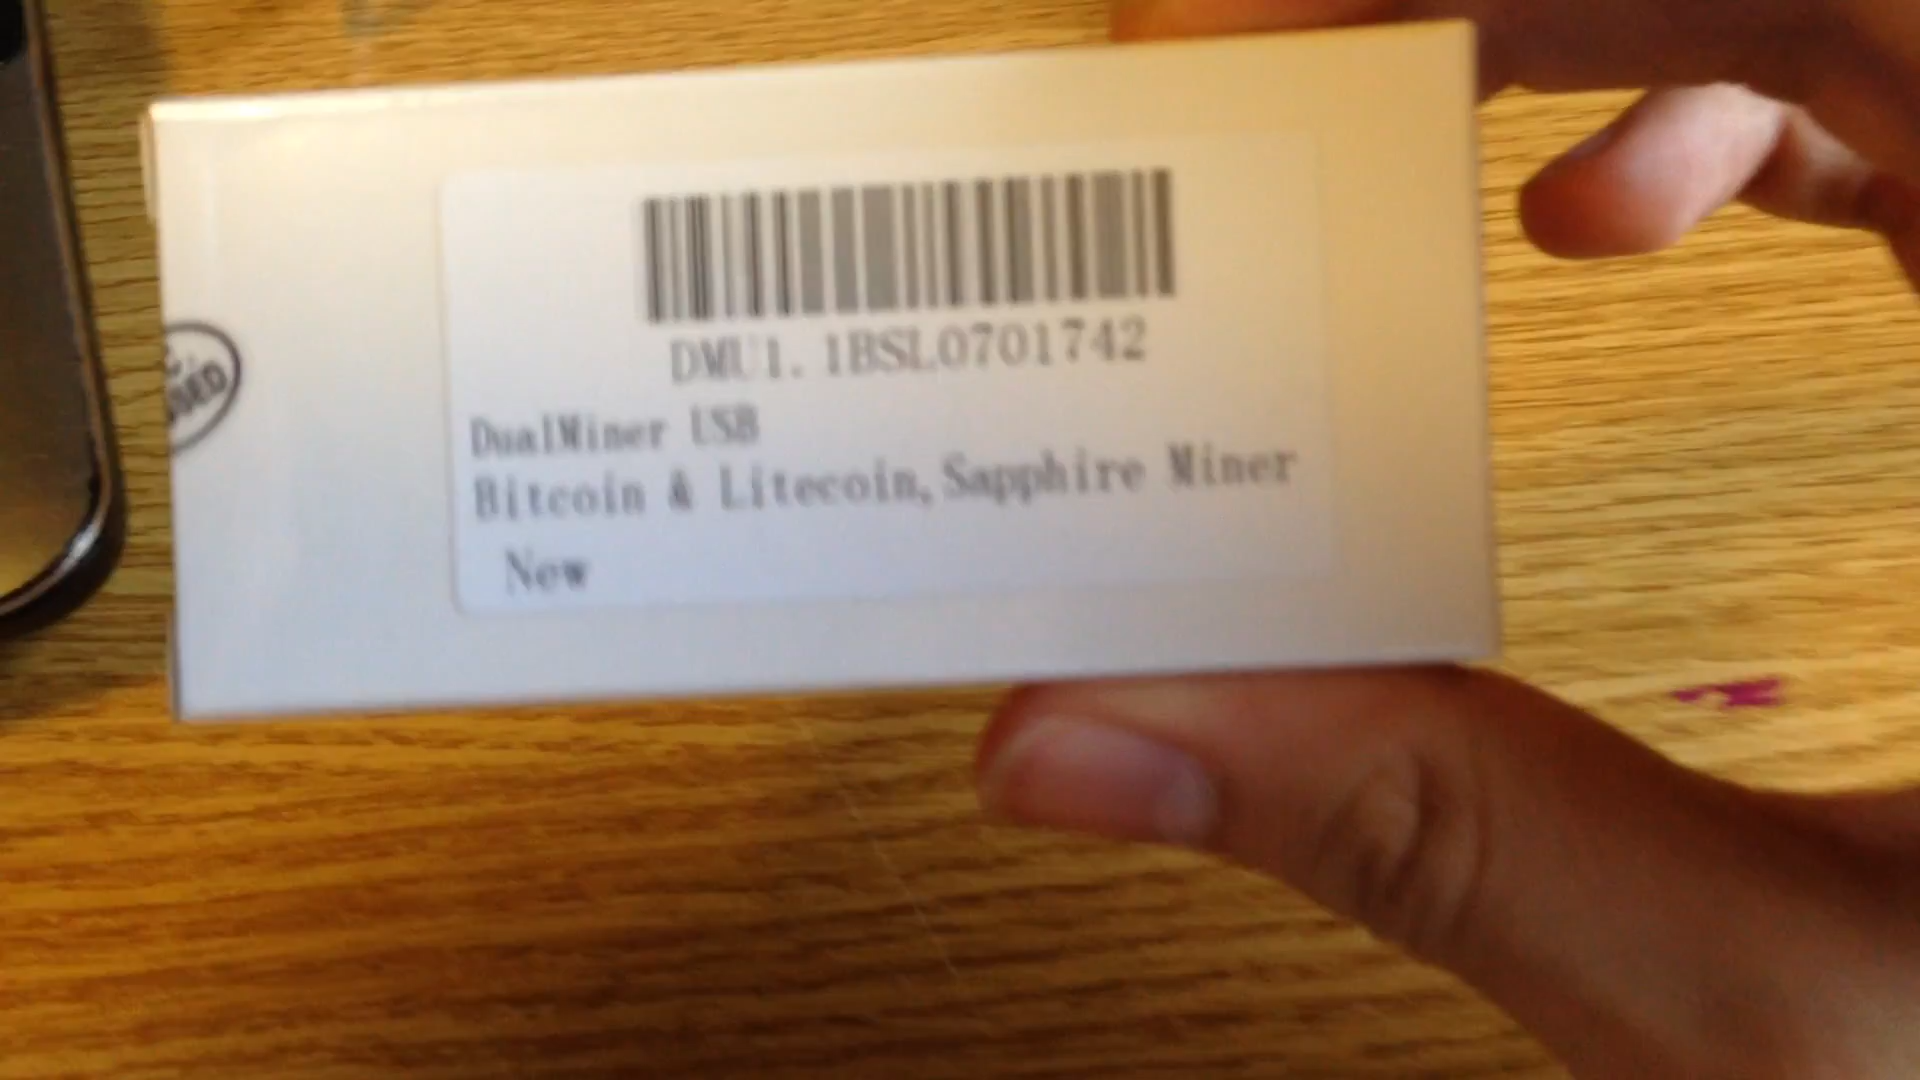 DMU1.1BSL0701742
DualMiner USB
Bitcoin & Litecoin,Sapphire Miner
New